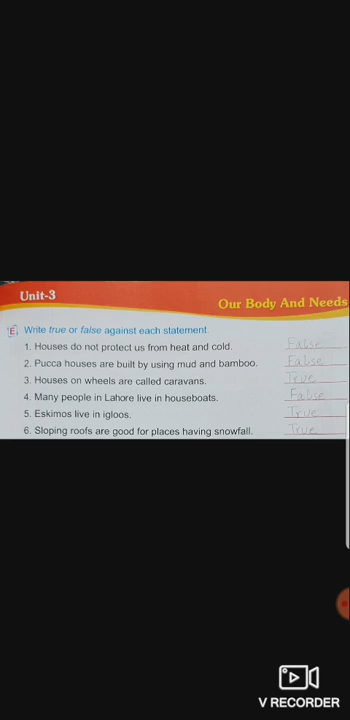 Unit-3
Our Body And Needs
E Write true or false against each statement.
1. Houses do not protect us from heat and cold. False
2. Pucca houses are built by using mud and bamboo. False
3. Houses on wheels are called caravans. True
4. Many people in Lahore live in houseboats. False
5. Eskimos live in igloos. True
6. Sloping roofs are good for places having snowfall. True
V RECORDER